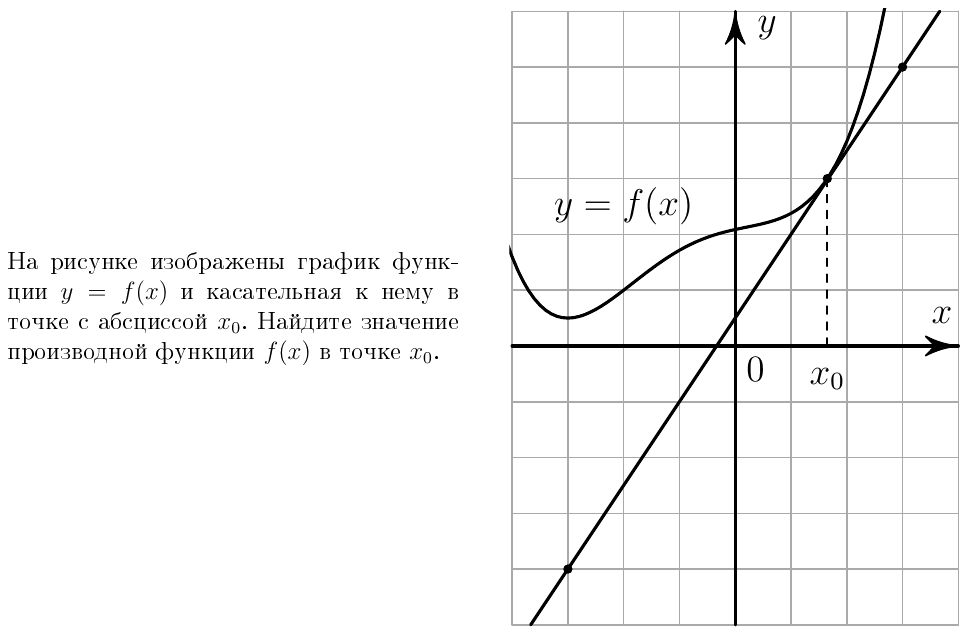 На рисунке изображены график функ-
ции y = f(x) и касательная к нему в
точке с абсциссой x₀. Найдите значение
производной функции f(x) в точке x₀.
y
y = f(x)
x
0
x₀